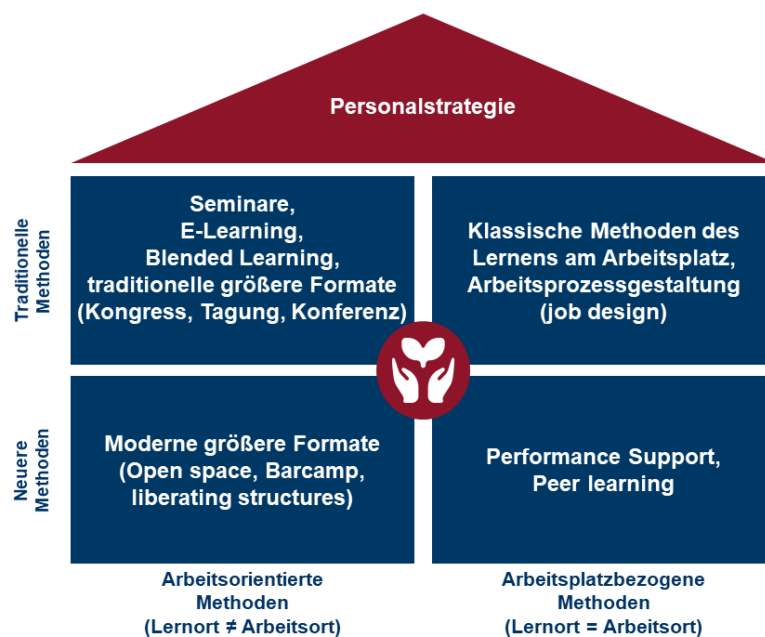 Personalstrategie
Traditionelle
Methoden
Seminare,
E-Learning,
Blended Learning,
traditionelle größere Formate
(Kongress, Tagung, Konferenz)
Klassische Methoden des
Lernens am Arbeitsplatz,
Arbeitsprozessgestaltung
(job design)
Neuere
Methoden
Moderne größere Formate
(Open space, Barcamp,
liberating structures)
Performance Support,
Peer learning
Arbeitsorientierte
Methoden
(Lernort ≠ Arbeitsort)
Arbeitsplatzbezogene
Methoden
(Lernort = Arbeitsort)